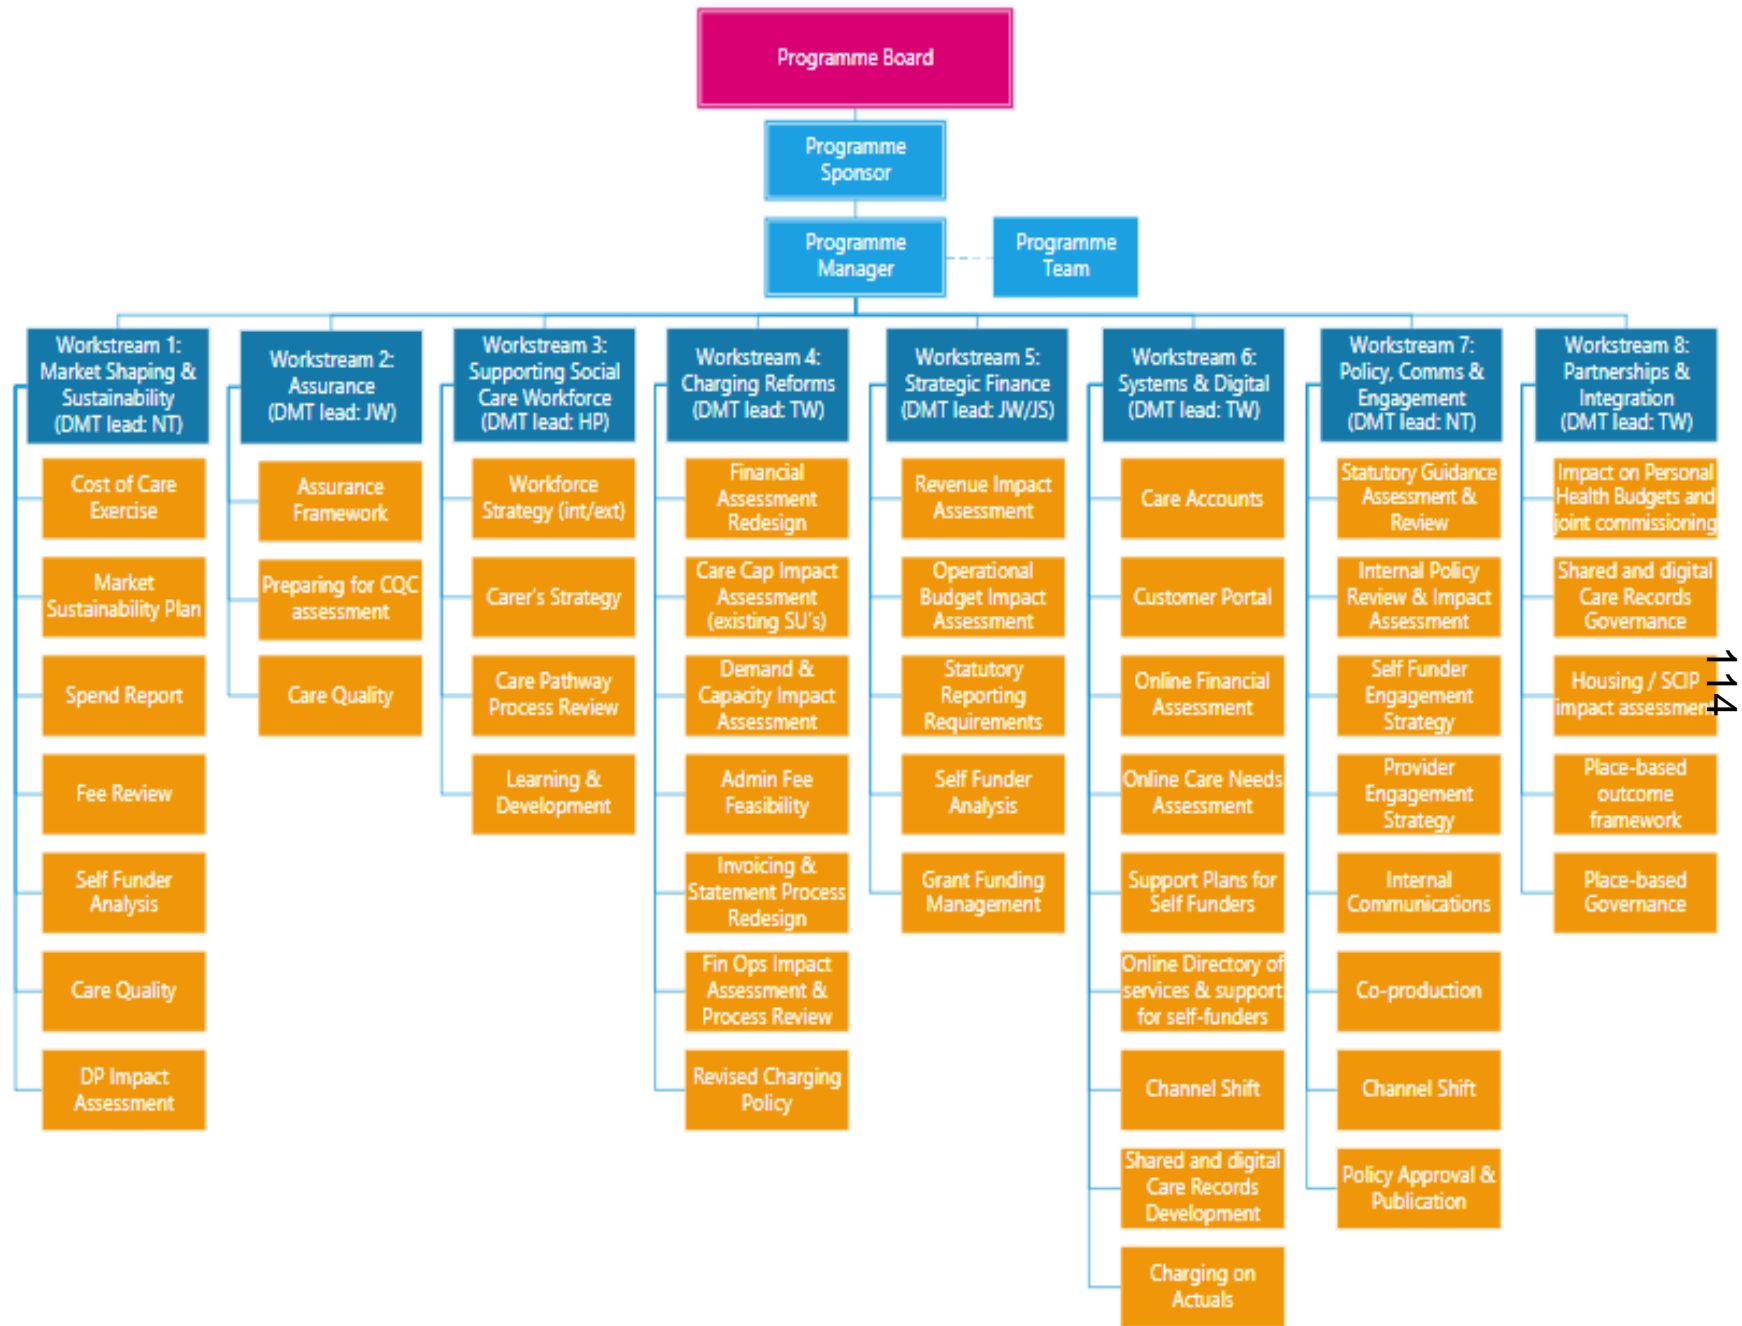 Programme Board
Programme
Sponsor
Programme
Manager
Programme
Team
Workstream 1:
Market Shaping &
Sustainability
(DMT lead: NT)
Cost of Care
Exercise
Market
Sustainability Plan
Spend Report
Fee Review
Self Funder
Analysis
Care Quality
DP Impact
Assessment
Workstream 2:
Assurance
(DMT lead: JW)
Assurance
Framework
Preparing for CQC
assessment
Care Quality
Workstream 3:
Supporting Social
Care Workforce
(DMT lead: HP)
Workforce
Strategy (int/ext)
Carer's Strategy
Care Pathway
Process Review
Learning &
Development
Workstream 4:
Charging Reforms
(DMT lead: TW)
Financial
Assessment
Redesign
Care Cap Impact
Assessment
(existing SU's)
Demand &
Capacity Impact
Assessment
Admin Fee
Feasibility
Invoicing &
Statement Process
Redesign
Fin Ops Impact
Assessment &
Process Review
Revised Charging
Policy
Workstream 5:
Strategic Finance
(DMT lead: JW/JS)
Revenue Impact
Assessment
Operational
Budget Impact
Assessment
Statutory
Reporting
Requirements
Self Funder
Analysis
Grant Funding
Management
Workstream 6:
Systems & Digital
(DMT lead: TW)
Care Accounts
Customer Portal
Online Financial
Assessment
Online Care Needs
Assessment
Support Plans for
Self Funders
Online Directory of
services & support
for self-funders
Channel Shift
Shared and digital
Care Records
Development
Charging on
Actuals
Workstream 7:
Policy, Comms &
Engagement
(DMT lead: NT)
Statutory Guidance
Assessment &
Review
Internal Policy
Review & Impact
Assessment
Self Funder
Engagement
Strategy
Provider
Engagement
Strategy
Internal
Communications
Co-production
Channel Shift
Policy Approval &
Publication
Workstream 8:
Partnerships &
Integration
(DMT lead: TW)
Impact on Personal
Health Budgets and
joint commissioning
Shared and digital
Care Records
Governance
Housing / SCIP
impact assessment
Place-based
outcome
framework
Place-based
Governance
114